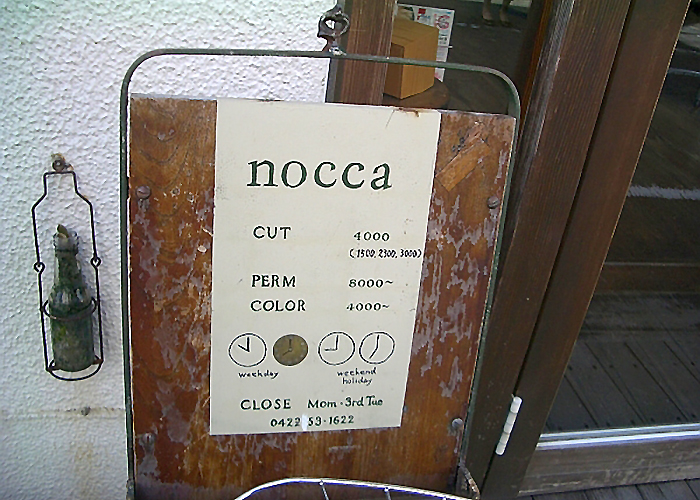 nocca
CUT 4000
(1500, 2300, 3000)
PERM 8000~
COLOR 4000~
weekday weekend
holiday
CLOSE Mom·3rd Tue
0422 53-1622